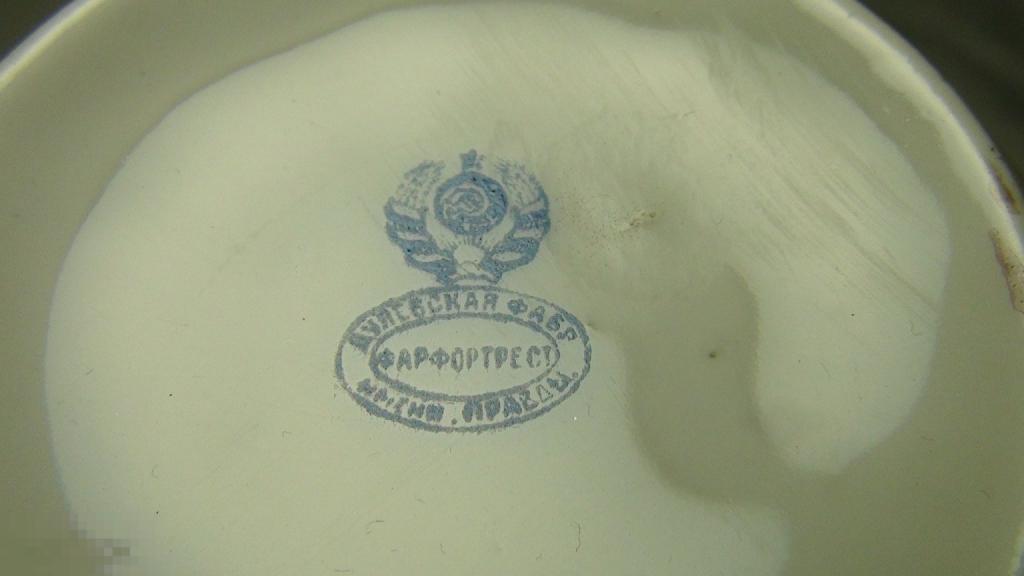 ДУЛЕВСКАЯ ФАБР
ФАРФОРТРЕСТ
ИМЕНИ. ПРАВДЫ.